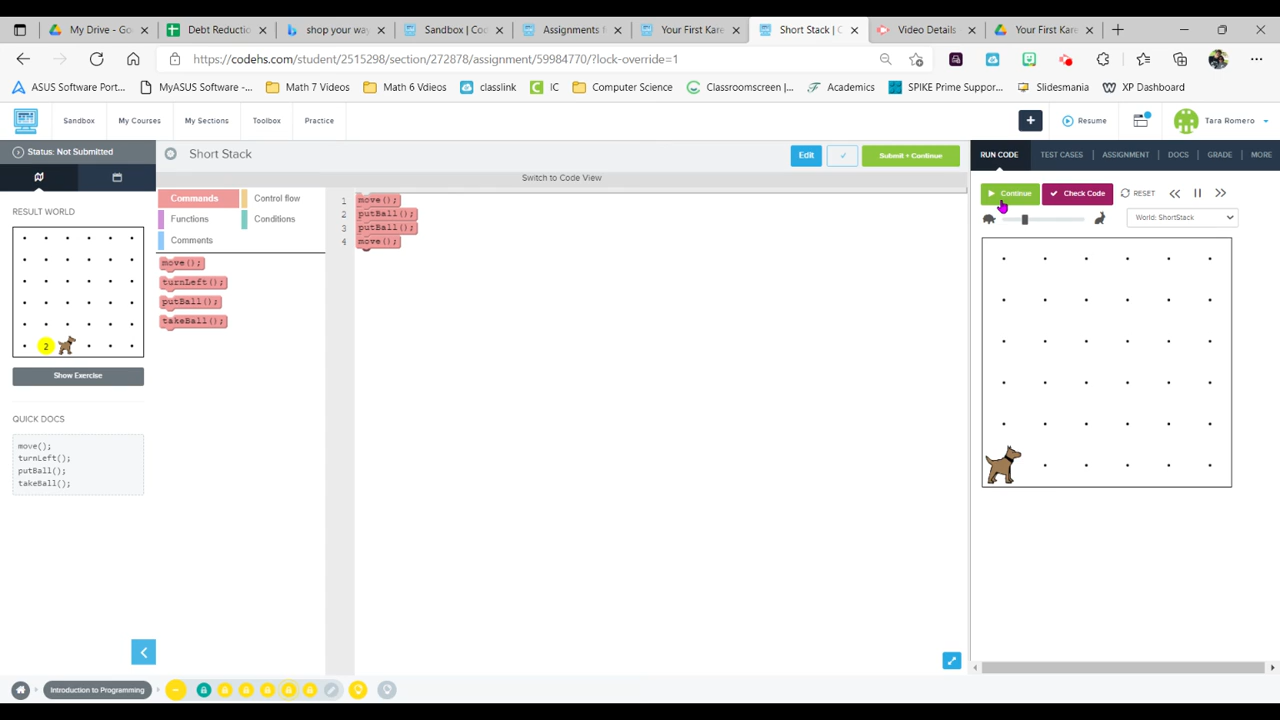 My Drive - Go
Debt Reductio
shop your way
Sandbox | Co
Assignments
Your First Kare
Short Stack | C
Video Details
Your First Kare
https://codehs.com/student/2515298/section/272878/assignment/59984770/?lock-override=1
ASUS Software Port...
MyASUS Software -...
Math 7 Videos
Math 6 Vdieos
classlink
IC
Computer Science
Classroomscreen |...
Academics
SPIKE Prime Suppor...
Slidesmania
XP Dashboard
Sandbox
My Courses
My Sections
Toolbox
Practice
Resume
Tara Romero
Status: Not Submitted
Short Stack
Edit
Submit + Continue
RUN CODE
TEST CASES
ASSIGNMENT
DOCS
GRADE
MORE
Switch to Code View
Continue
Check Code
RESET
World: ShortStack
RESULT WORLD
2
Show Exercise
QUICK DOCS
move();
turnLeft();
putBall();
takeBall();
Commands
Control flow
Functions
Conditions
Comments
move();
turnLeft();
putBall();
takeBall();
1 move();
2 putBall();
3 putBall();
4 move();
Introduction to Programming